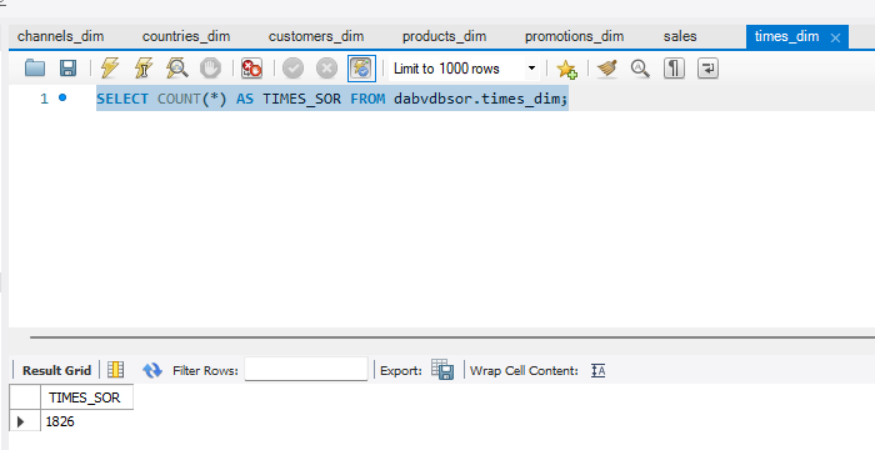 channels_dim countries_dim customers_dim products_dim promotions_dim sales times_dim
Limit to 1000 rows
1 SELECT COUNT(*) AS TIMES_SOR FROM dabvdbsor.times_dim;
Result Grid Filter Rows: Export: Wrap Cell Content: IA
TIMES_SOR
1826